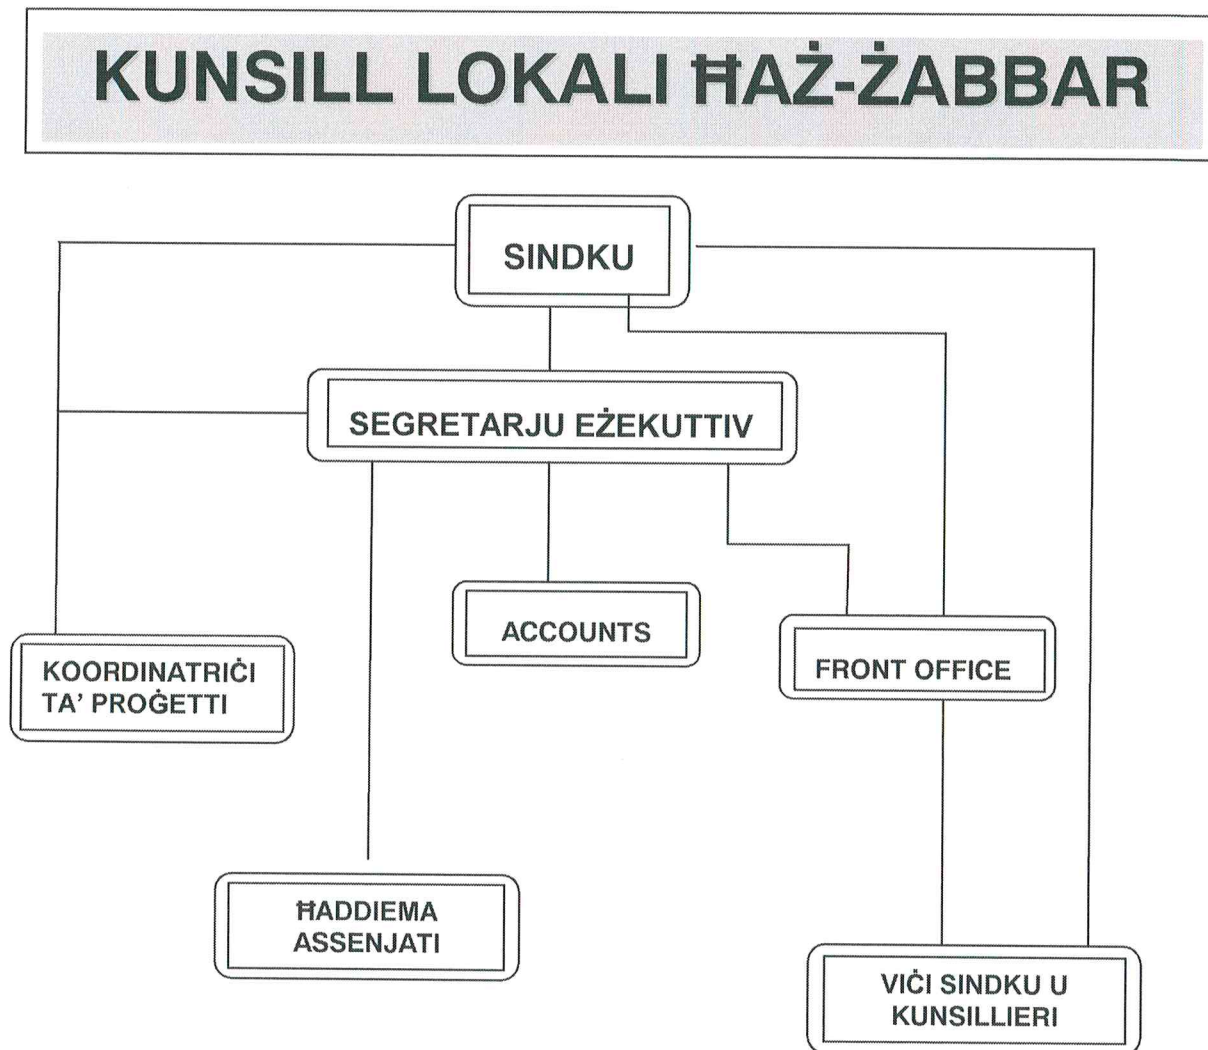 KUNSILL LOKALI ĦAŻ-ŻABBAR
SINDKU
SEGRETARJU EŻEKUTTIV
ACCOUNTS
KOORDINATRIĊI
TA' PROĠETTI
FRONT OFFICE
ĦADDIEMA
ASSENJATI
VIĊI SINDKU U
KUNSILLIERI